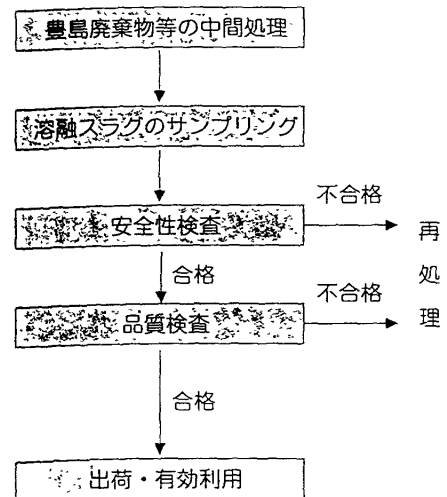 豊島廃棄物等の中間処理
溶融スラグのサンプリング
安全性検査
不合格
再処理
合格
品質検査
不合格
合格
出荷・有効利用